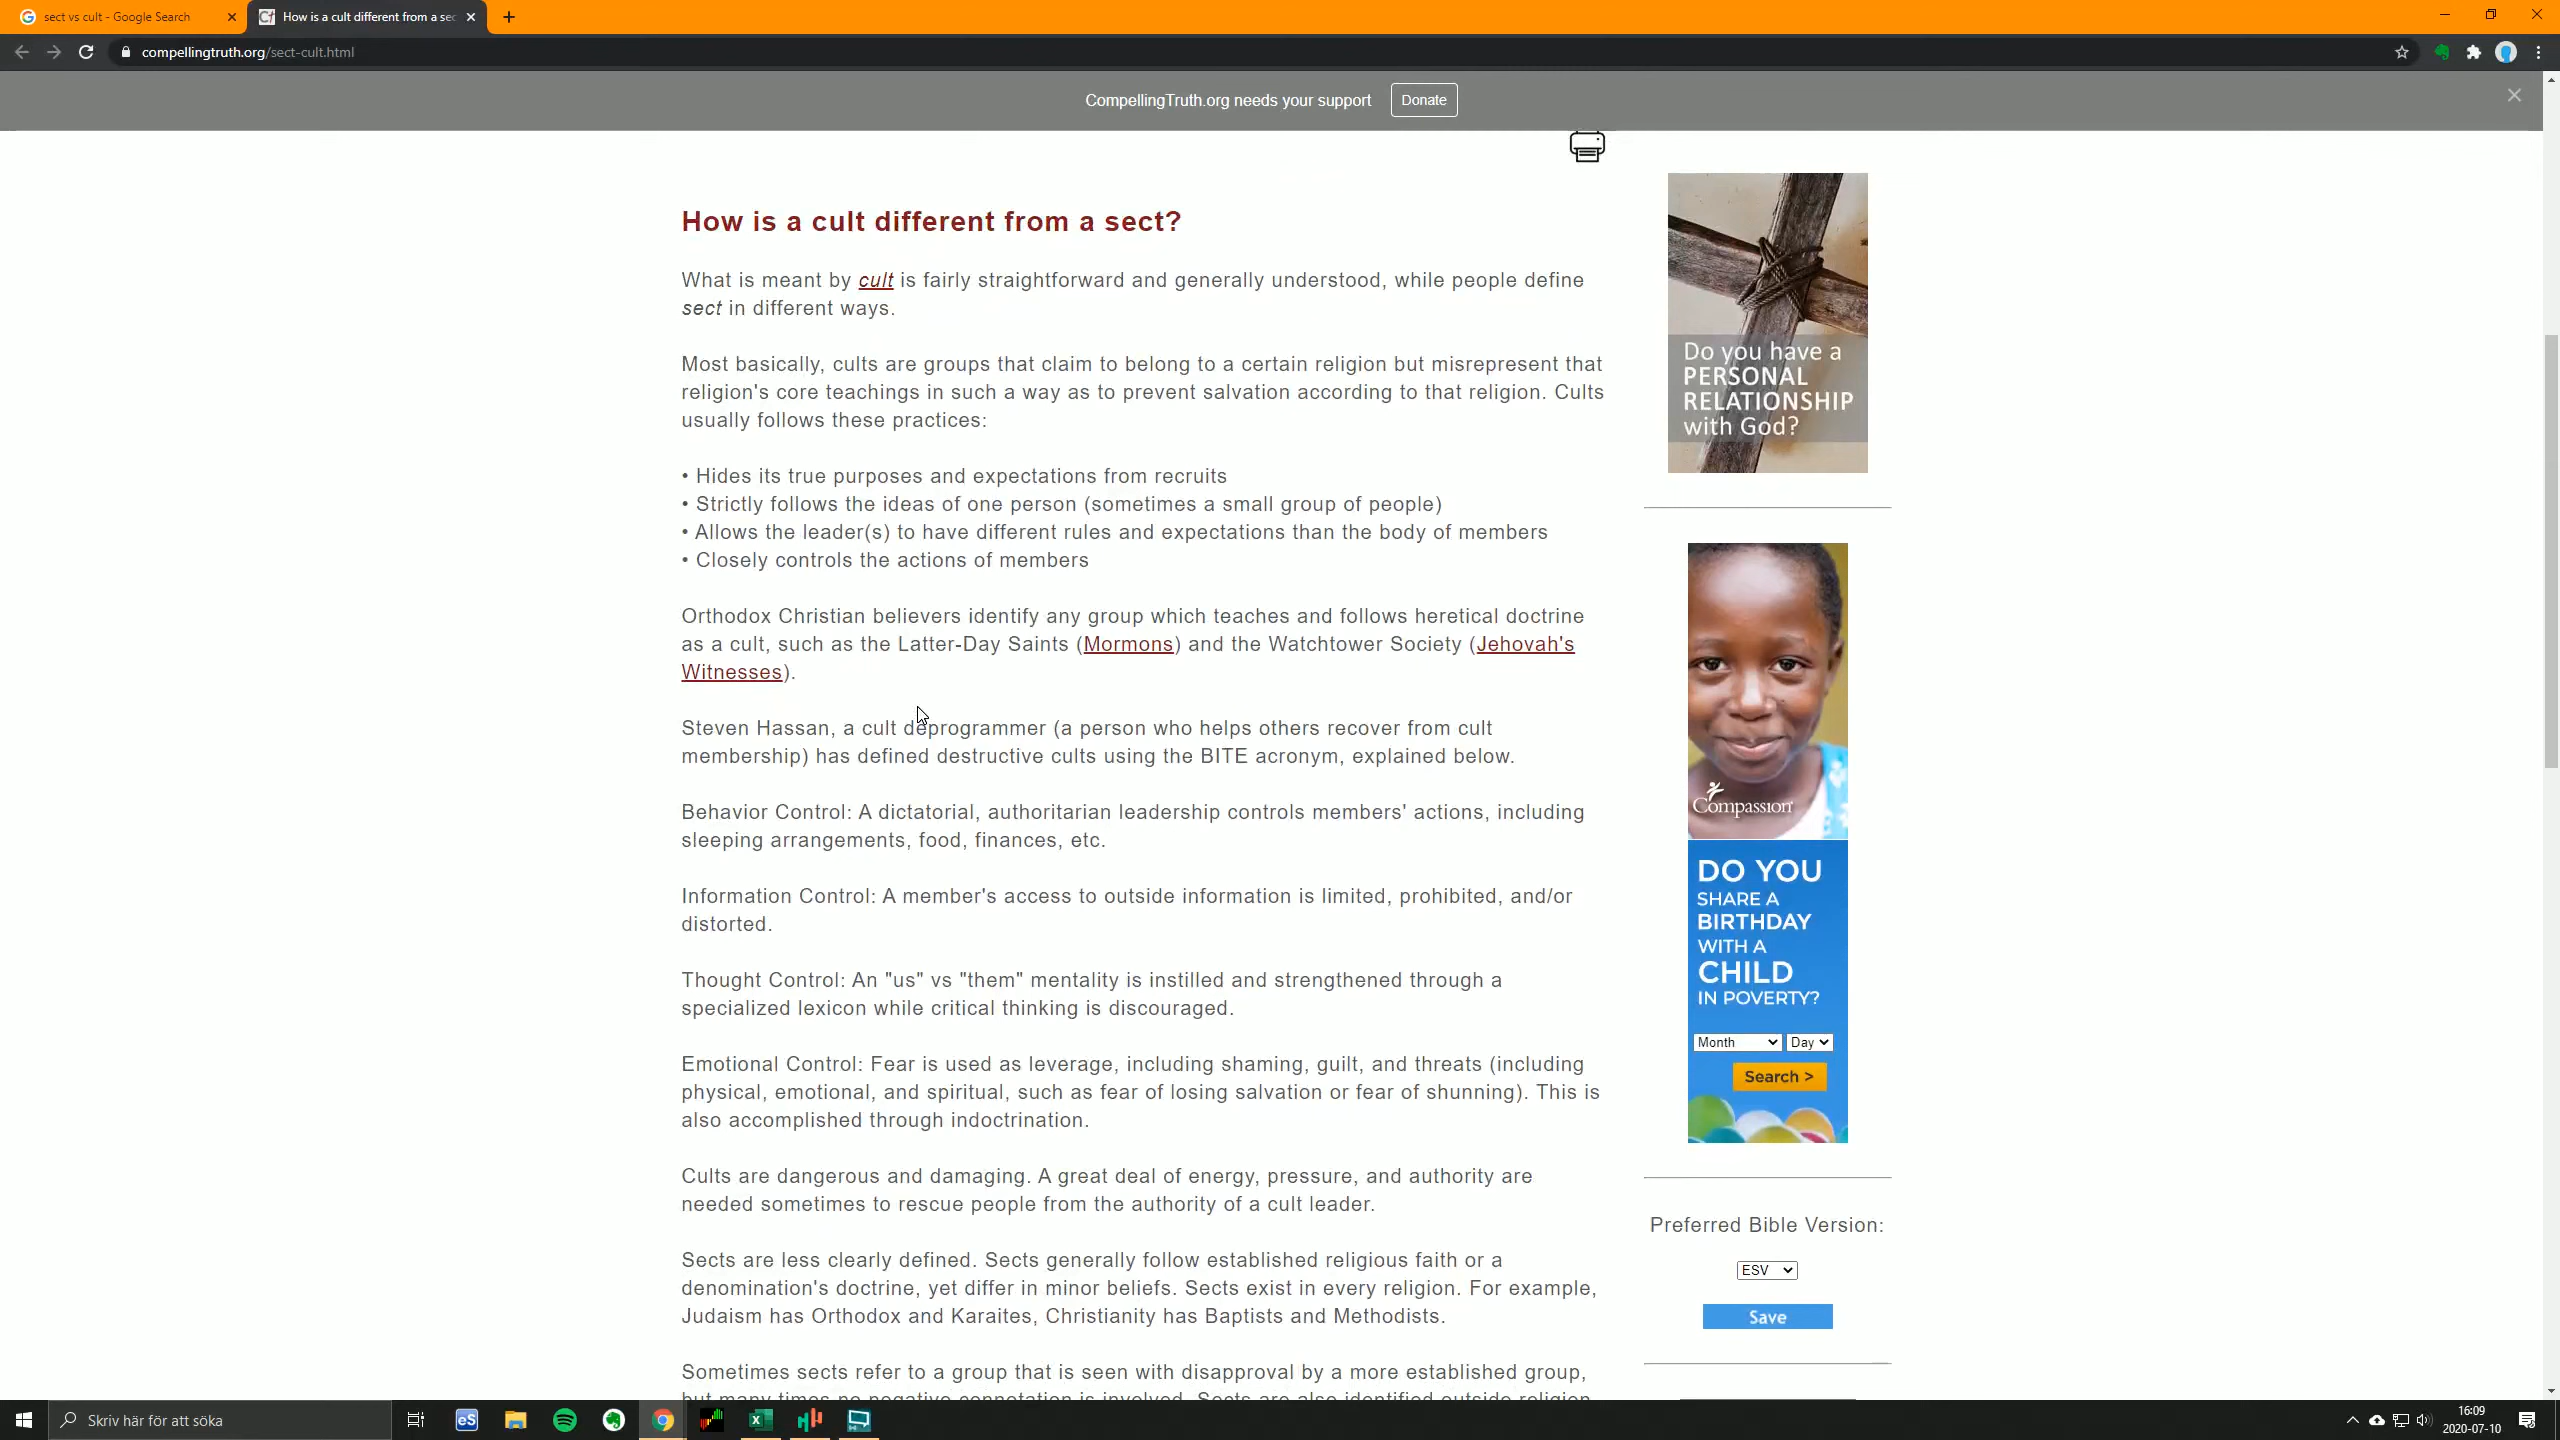 sect vs cult - Google Search
How is a cult different from a sec
compellingtruth.org/sect-cult.html
CompellingTruth.org needs your support
Donate
How is a cult different from a sect?
What is meant by cult is fairly straightforward and generally understood, while people define
sect in different ways.
Most basically, cults are groups that claim to belong to a certain religion but misrepresent that
religion's core teachings in such a way as to prevent salvation according to that religion. Cults
usually follows these practices:
• Hides its true purposes and expectations from recruits
• Strictly follows the ideas of one person (sometimes a small group of people)
• Allows the leader(s) to have different rules and expectations than the body of members
• Closely controls the actions of members
Orthodox Christian believers identify any group which teaches and follows heretical doctrine
as a cult, such as the Latter-Day Saints (Mormons) and the Watchtower Society (Jehovah's
Witnesses).
Steven Hassan, a cult deprogrammer (a person who helps others recover from cult
membership) has defined destructive cults using the BITE acronym, explained below.
Behavior Control: A dictatorial, authoritarian leadership controls members' actions, including
sleeping arrangements, food, finances, etc.
Information Control: A member's access to outside information is limited, prohibited, and/or
distorted.
Thought Control: An "us" vs "them" mentality is instilled and strengthened through a
specialized lexicon while critical thinking is discouraged.
Emotional Control: Fear is used as leverage, including shaming, guilt, and threats (including
physical, emotional, and spiritual, such as fear of losing salvation or fear of shunning). This is
also accomplished through indoctrination.
Cults are dangerous and damaging. A great deal of energy, pressure, and authority are
needed sometimes to rescue people from the authority of a cult leader.
Sects are less clearly defined. Sects generally follow established religious faith or a
denomination's doctrine, yet differ in minor beliefs. Sects exist in every religion. For example,
Judaism has Orthodox and Karaites, Christianity has Baptists and Methodists.
Sometimes sects refer to a group that is seen with disapproval by a more established group,
but many times no negative connotation is involved. Sects are also identified outside religion
Do you have a
PERSONAL
RELATIONSHIP
with God?
Compassion
DO YOU
SHARE A
BIRTHDAY
WITH A
CHILD
IN POVERTY?
Month
Day
Search >
Preferred Bible Version:
ESV
Save
Skriv här för att söka
eS
16:09
2020-07-10